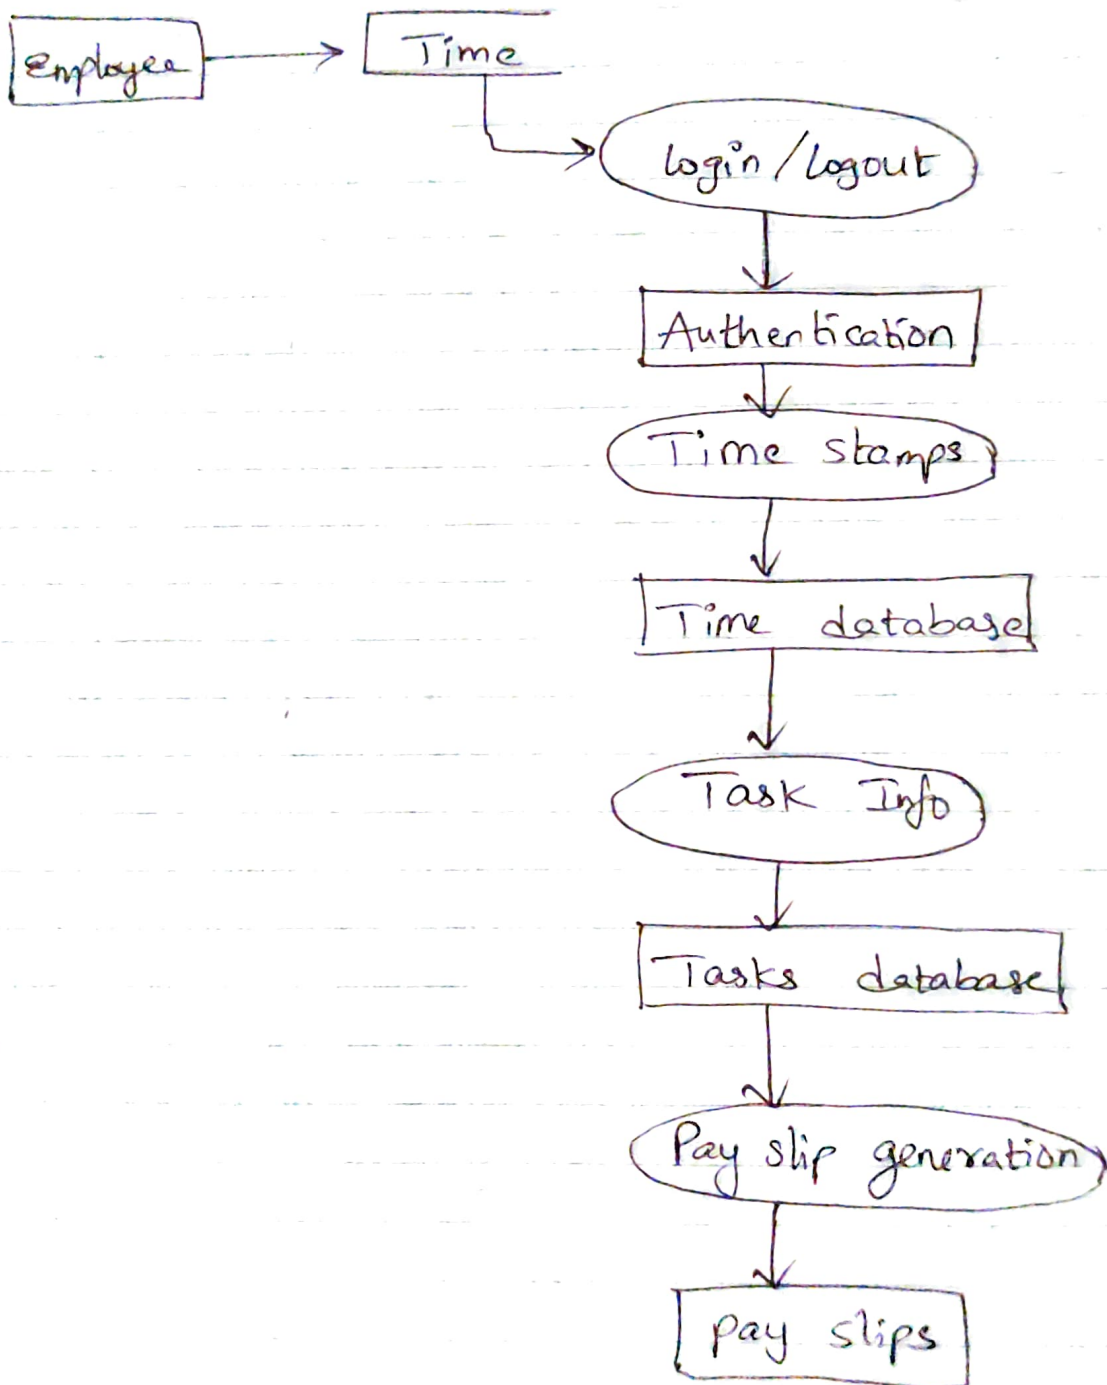 Employee
Time
Login/Logout
Authentication
Time stamps
Time database
Task Info
Tasks database
Pay slip generation
pay slips